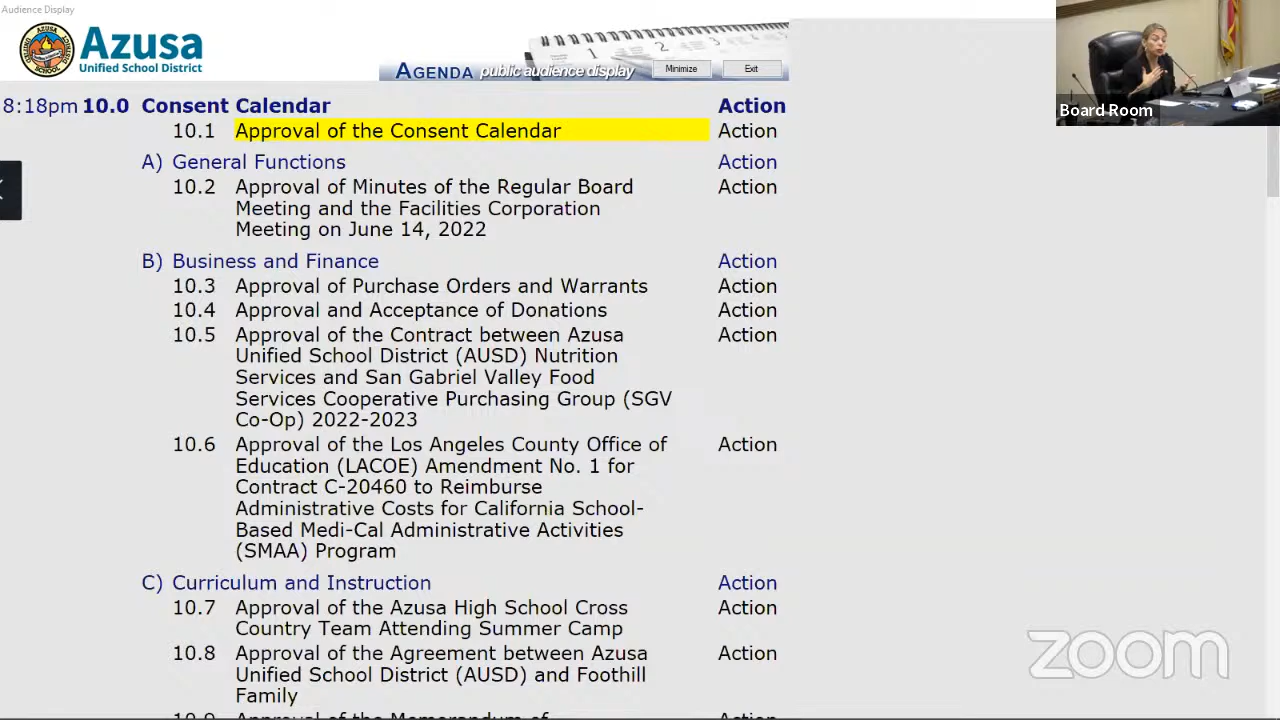 Audience Display
Azusa
Unified School District
AGENDA public audience display
Minimize
Exit
Board Room
8:18pm 10.0 Consent Calendar Action
10.1 Approval of the Consent Calendar Action
A) General Functions Action
10.2 Approval of Minutes of the Regular Board Action
Meeting and the Facilities Corporation
Meeting on June 14, 2022
B) Business and Finance Action
10.3 Approval of Purchase Orders and Warrants Action
10.4 Approval and Acceptance of Donations Action
10.5 Approval of the Contract between Azusa Action
Unified School District (AUSD) Nutrition
Services and San Gabriel Valley Food
Services Cooperative Purchasing Group (SGV
Co-Op) 2022-2023
10.6 Approval of the Los Angeles County Office of Action
Education (LACOE) Amendment No. 1 for
Contract C-20460 to Reimburse
Administrative Costs for California School-
Based Medi-Cal Administrative Activities
(SMAA) Program
C) Curriculum and Instruction Action
10.7 Approval of the Azusa High School Cross Action
Country Team Attending Summer Camp
10.8 Approval of the Agreement between Azusa Action
Unified School District (AUSD) and Foothill
Family
10.9 Approval of the Memorandum of Action
zoom